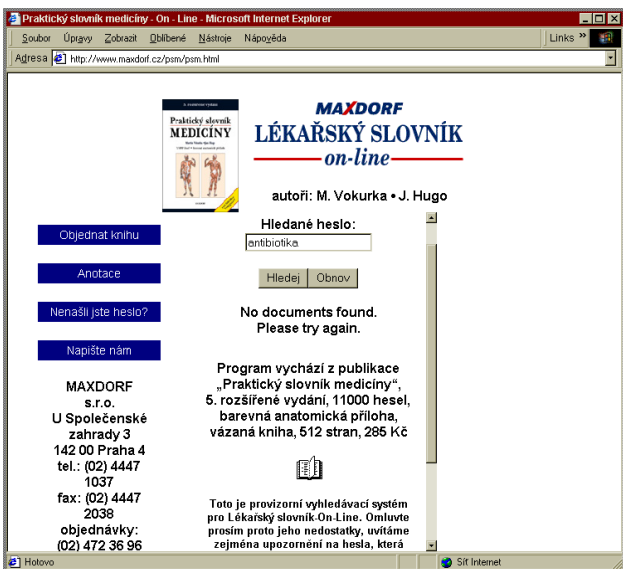 Praktický slovník medicíny - On - Line - Microsoft Internet Explorer
Soubor Úpravy Zobrazit Oblíbené Nástroje Nápověda Links »
Adresa http://www.maxdorf.cz/psm/psm.html
Praktický slovník
MEDICÍNY
MAXDORF
LÉKAŘSKÝ SLOVNÍK
on-line
autoři: M. Vokurka • J. Hugo
Objednat knihu
Anotace
Nenašli jste heslo?
Napište nám
MAXDORF
s.r.o.
U Společenské
zahrady 3
142 00 Praha 4
tel.: (02) 4447
1037
fax: (02) 4447
2038
objednávky:
(02) 472 36 96
Hledané heslo:
antibiotika
Hledej Obnov
No documents found.
Please try again.
Program vychází z publikace
„Praktický slovník medicíny“,
5. rozšířené vydání, 11000 hesel,
barevná anatomická příloha,
vázaná kniha, 512 stran, 285 Kč
Toto je provizorní vyhledávací systém
pro Lékařský slovník-On-Line. Omluvte
prosím proto jeho nedostatky, uvítáme
zejména upozornění na hesla, která
Hotovo Síť Internet